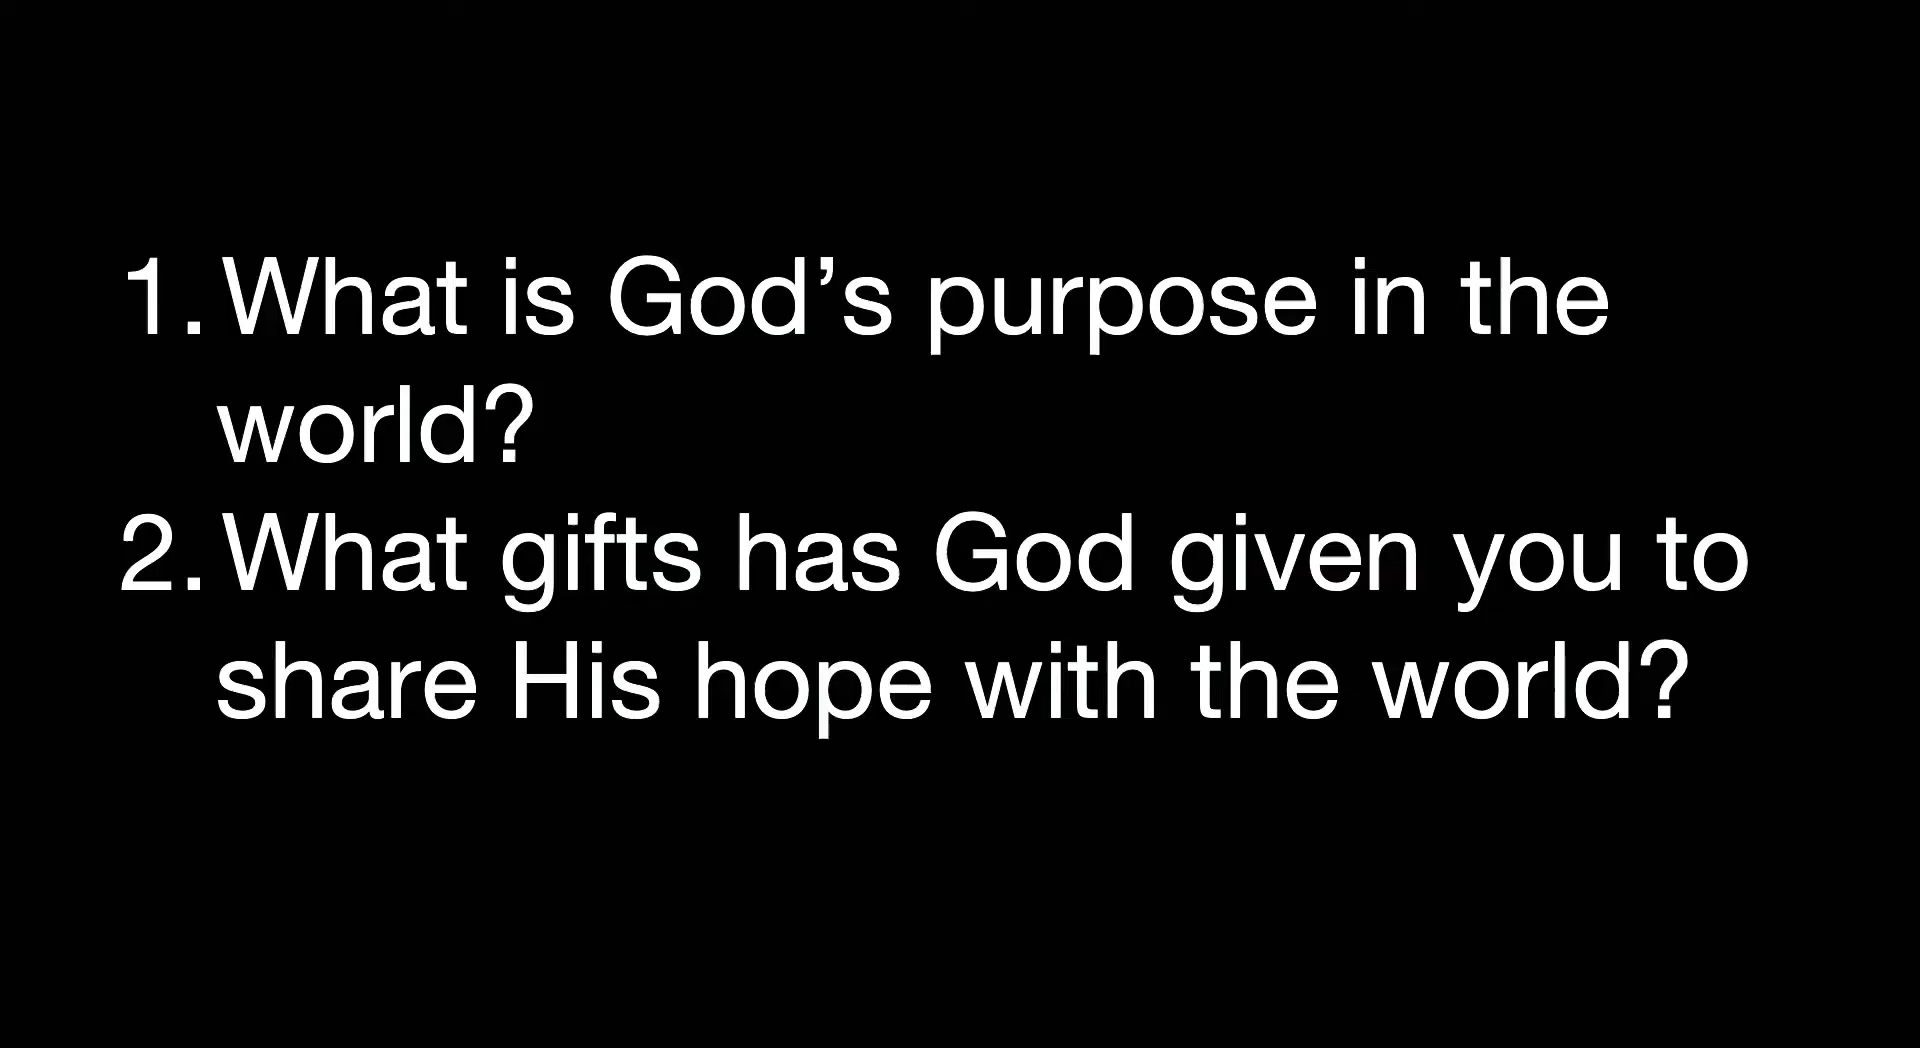 1. What is God’s purpose in the
world?
2. What gifts has God given you to
share His hope with the world?